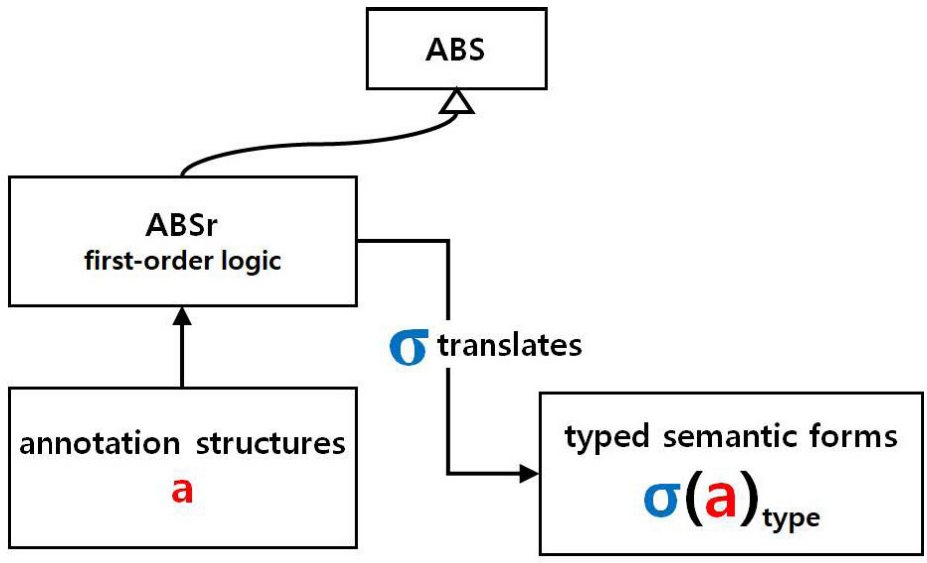 ABS
ABSr
first-order logic
σ translates
annotation structures
a
typed semantic forms
σ(a)type